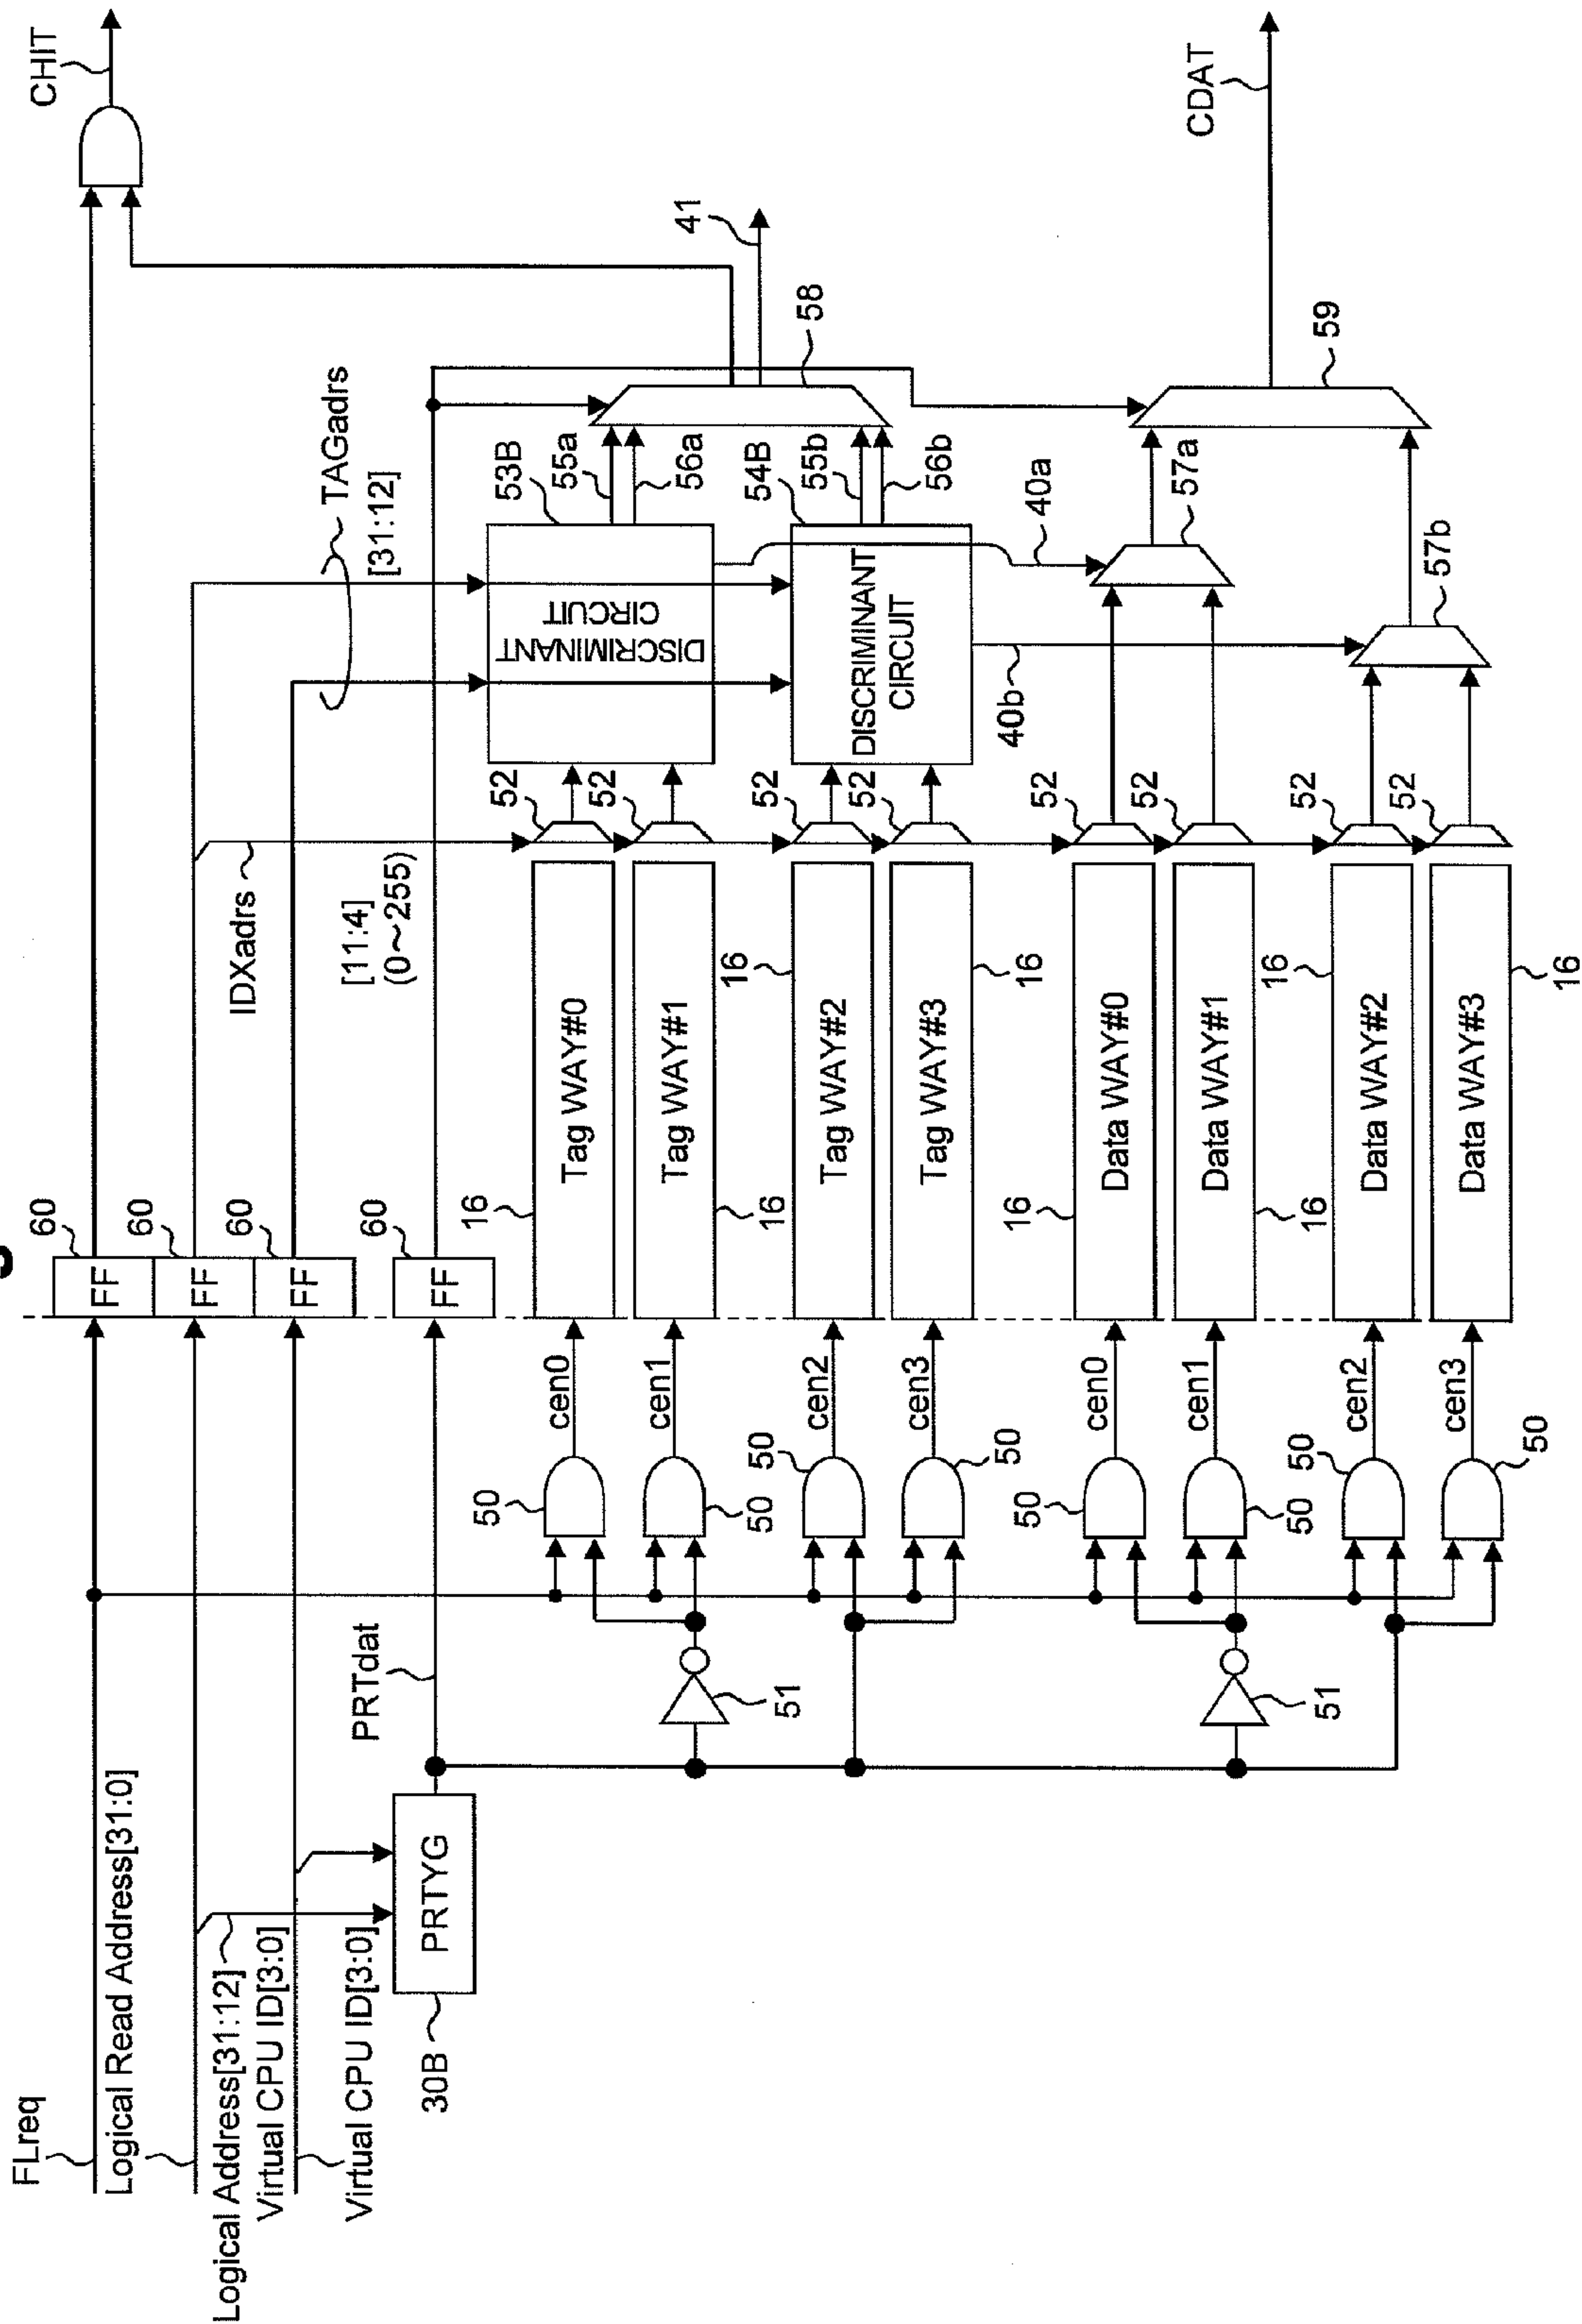 FLreq
Logical Read Address[31:0]
Logical Address[31:12]
Virtual CPU ID[3:0]
Virtual CPU ID[3:0]
30B
PRTYG
PRTdat
51
51
50
50
50
50
50
50
50
50
cen0
cen1
cen2
cen3
cen0
cen1
cen2
cen3
60
60
60
60
FF
FF
FF
FF
16
Tag WAY#0
16
Tag WAY#1
16
Tag WAY#2
16
Tag WAY#3
16
Data WAY#0
16
Data WAY#1
16
Data WAY#2
16
Data WAY#3
IDXadrs
[11:4]
(0~255)
52
52
52
52
52
52
52
52
TAGadrs
[31:12]
DISCRIMINANT
CIRCUIT
53B
DISCRIMINANT
CIRCUIT
54B
55a
56a
55b
56b
40a
40b
57a
57b
58
59
41
CHIT
CDAT